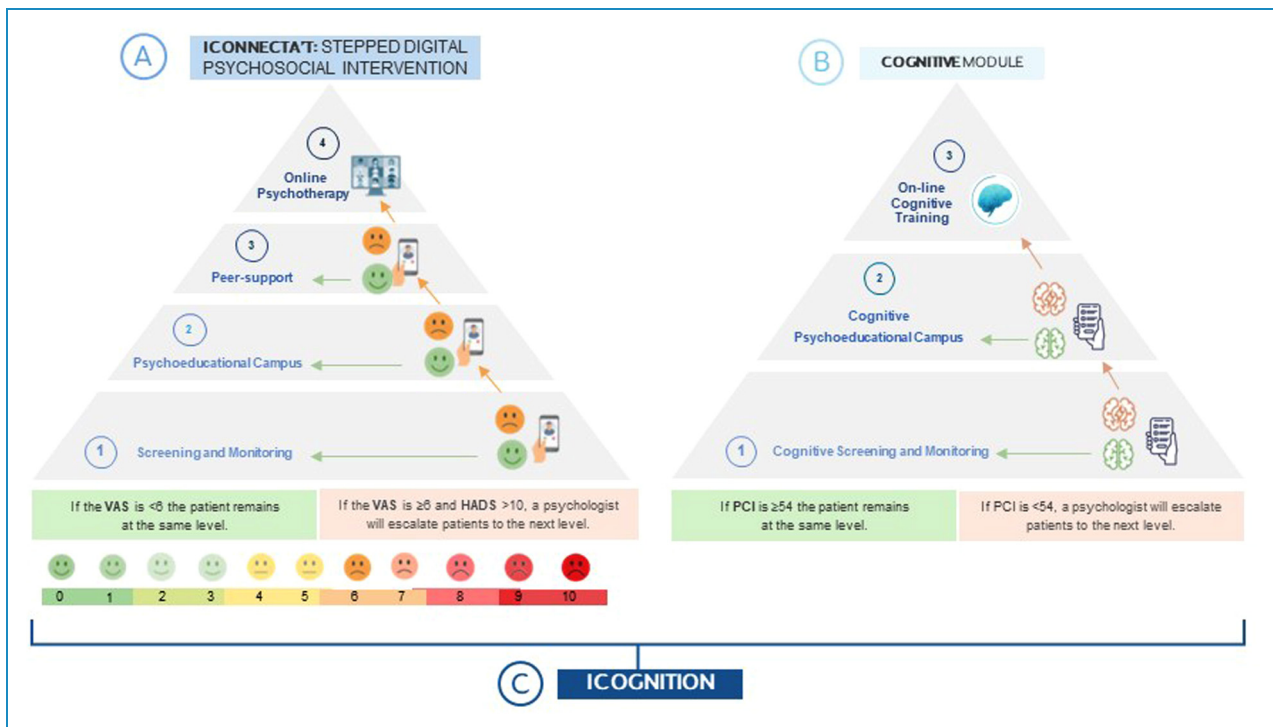 A
ICONNECTA'T: STEPPED DIGITAL
PSYCHOSOCIAL INTERVENTION
4
Online
Psychotherapy
3
Peer-support
2
Psychoeducational Campus
1
Screening and Monitoring
If the VAS is <6 the patient remains
at the same level.
If the VAS is ≥6 and HADS >10, a psychologist
will escalate patients to the next level.
0 1 2 3 4 5 6 7 8 9 10
B
COGNITIVE MODULE
3
On-line
Cognitive
Training
2
Cognitive
Psychoeducational Campus
1
Cognitive Screening and Monitoring
If PCI is ≥54 the patient remains
at the same level.
If PCI is <54, a psychologist will escalate
patients to the next level.
C
ICOGNITION